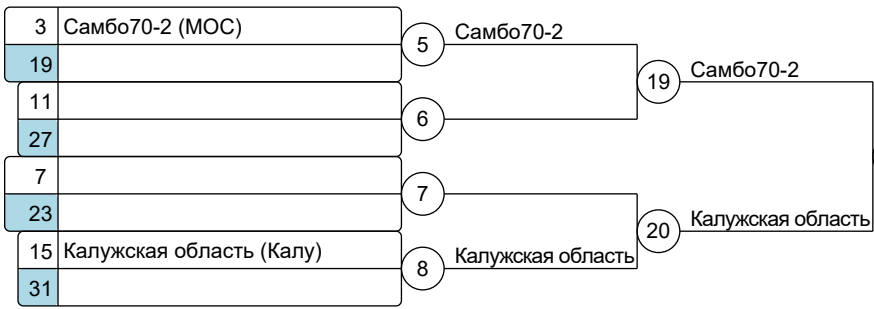 3 Самбо70-2 (МОС)
19
5 Самбо70-2
11
27
6
19 Самбо70-2
7
23
7
15 Калужская область (Калу)
31
8 Калужская область
20 Калужская область